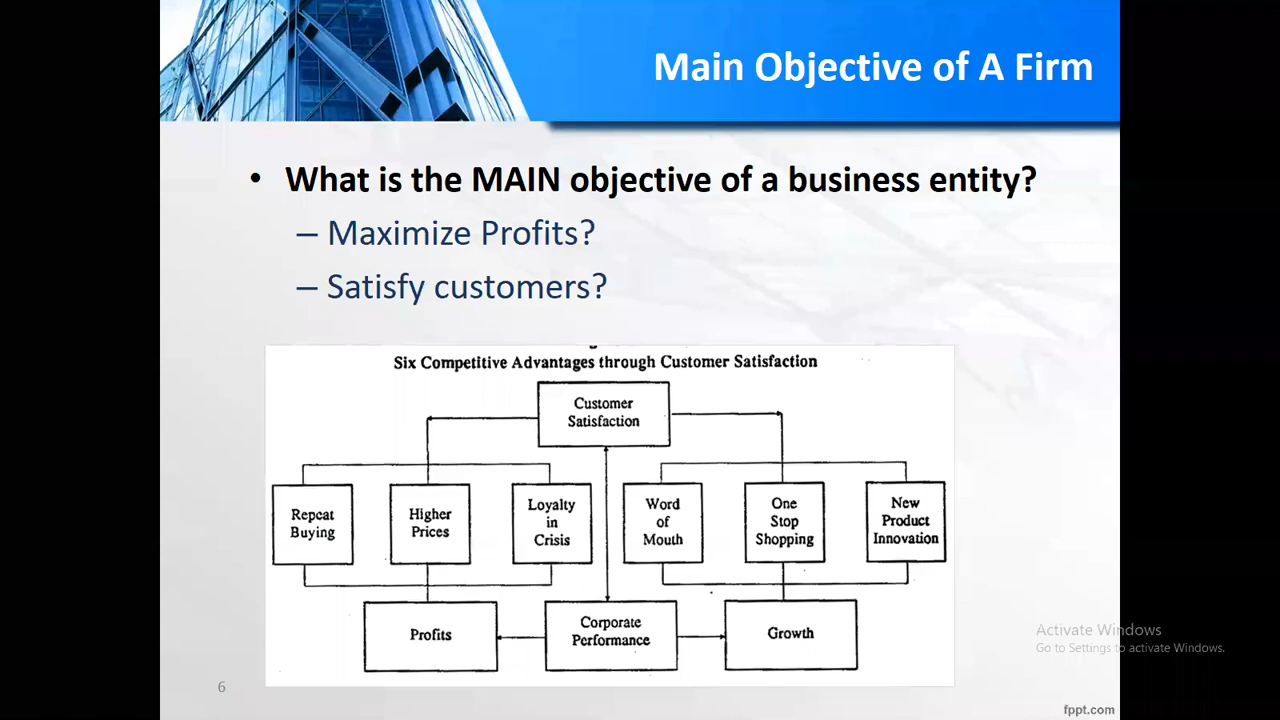 Main Objective of A Firm
• What is the MAIN objective of a business entity?
– Maximize Profits?
– Satisfy customers?
Six Competitive Advantages through Customer Satisfaction
Customer
Satisfaction
Repeat
Buying
Higher
Prices
Loyalty
in
Crisis
Word
of
Mouth
One
Stop
Shopping
New
Product
Innovation
Profits
Corporate
Performance
Growth
Activate Windows
Go to Settings to activate Windows.
6
fppt.com